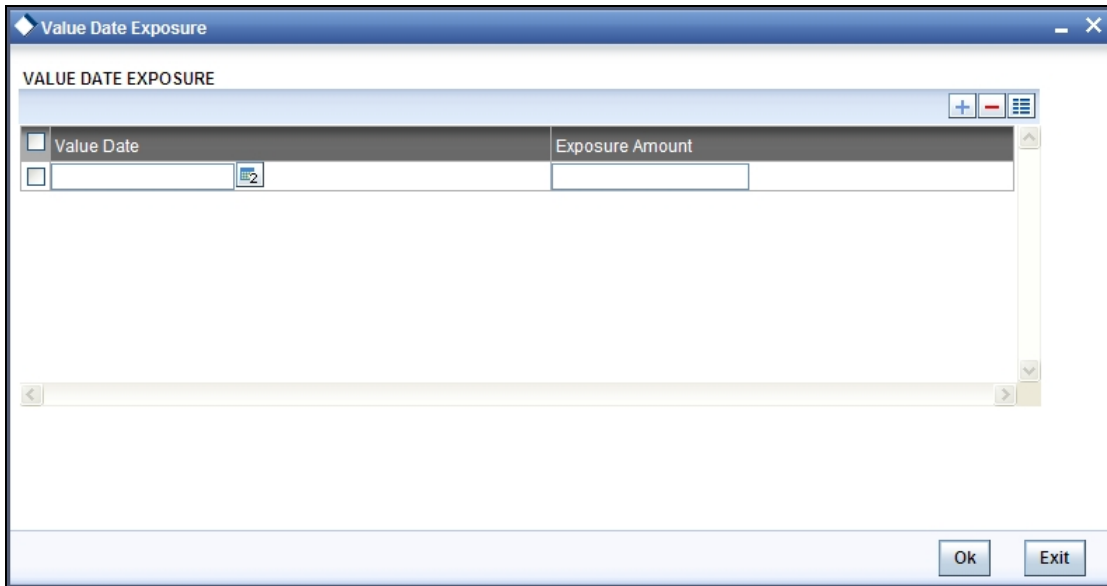 Value Date Exposure
VALUE DATE EXPOSURE
Value Date Exposure Amount
Ok Exit